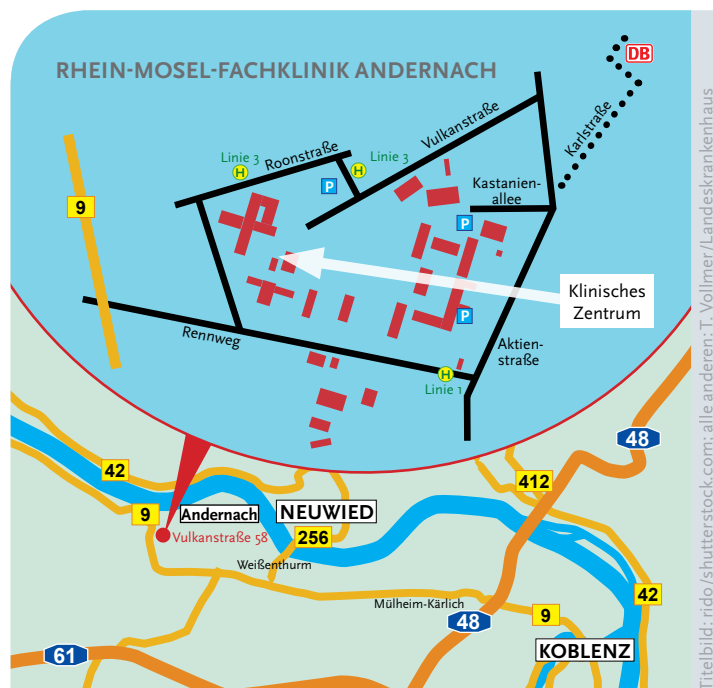 RHEIN-MOSEL-FACHKLINIK ANDERNACH
DB
Karlstraße
Vulkanstraße
Linie 3
H
Roonstraße
Linie 3
H
P
Kastanien-
allee
P
9
Klinisches
Zentrum
P
Rennweg
Aktien-
straße
H
Linie 1
48
42
412
9
Andernach
NEUWIED
Vulkanstraße 58
256
Weißenthurm
Mülheim-Kärlich
42
48
9
61
KOBLENZ
Titelbild: rido/shutterstock.com; alle anderen: T. Vollmer/Landeskrankenhaus